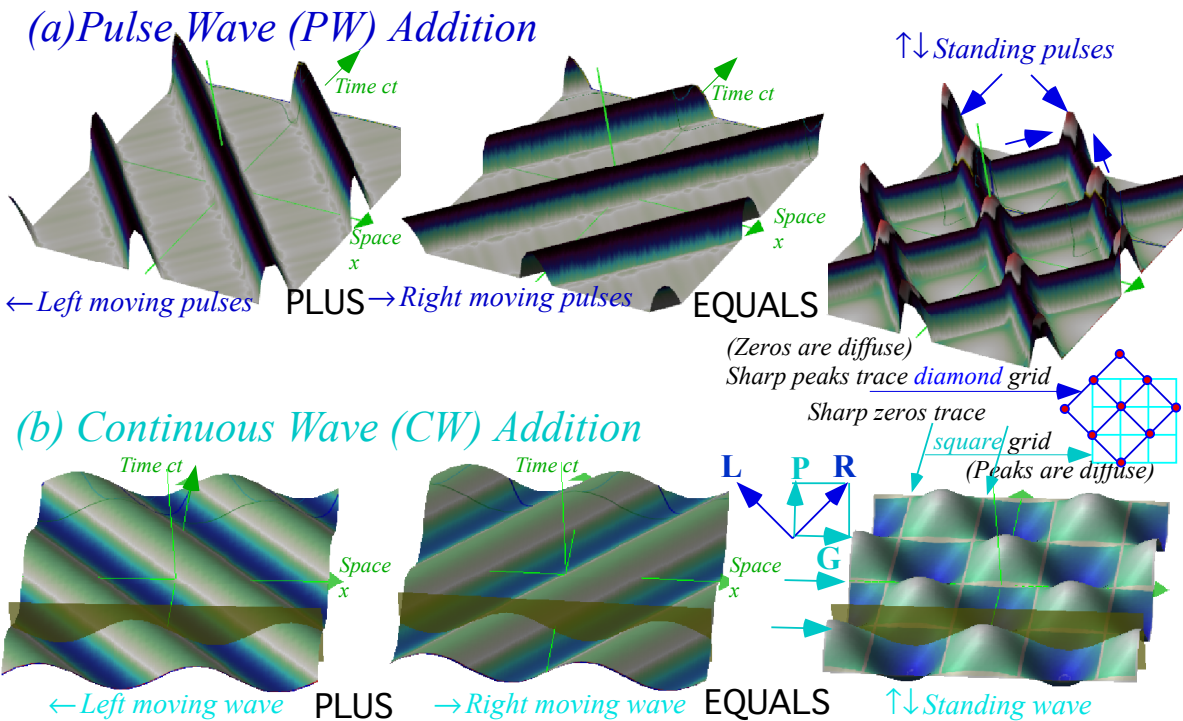 (a)Pulse Wave (PW) Addition
Time ct
Space
x
←Left moving pulses
PLUS
Time ct
Space
x
→Right moving pulses
EQUALS
↑↓Standing pulses
(Zeros are diffuse)
Sharp peaks trace diamond grid
Sharp zeros trace
square grid
(Peaks are diffuse)
(b) Continuous Wave (CW) Addition
Time ct
Space
x
←Left moving wave
PLUS
Time ct
Space
x
→Right moving wave
EQUALS
L P R
G
↑↓Standing wave